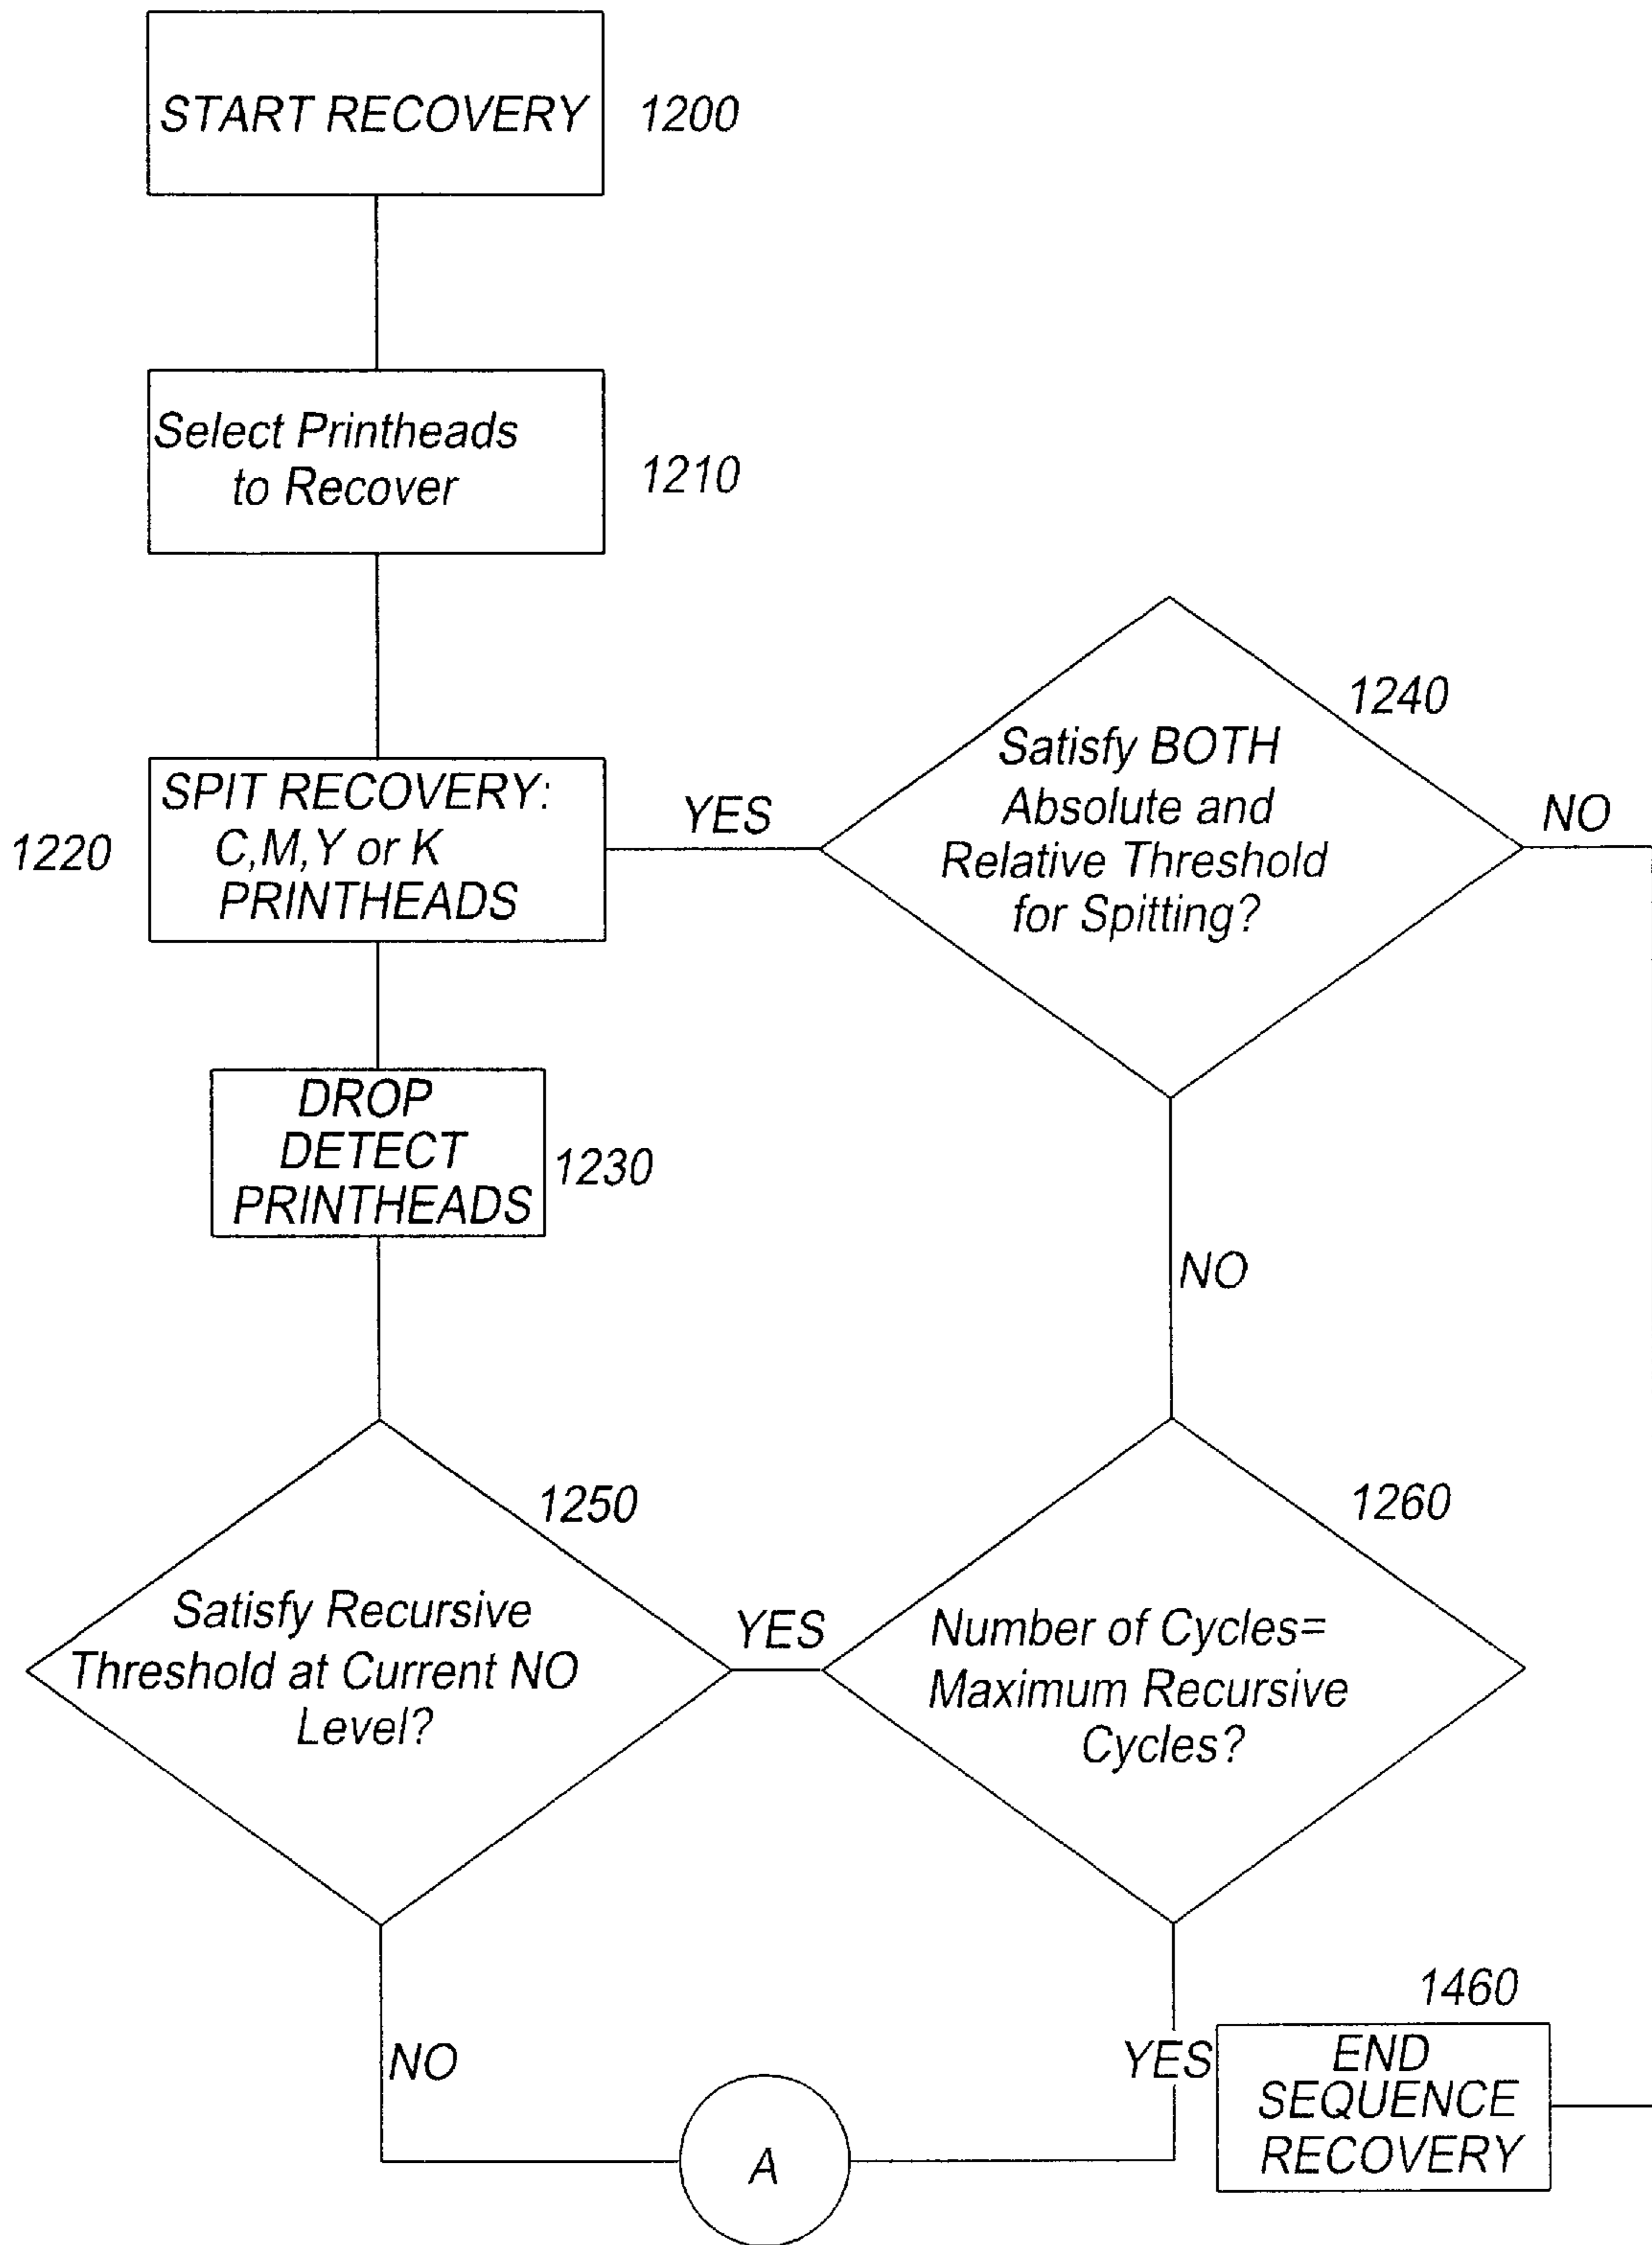 START RECOVERY
1200
Select Printheads
to Recover
1210
1240
Satisfy BOTH
Absolute and
Relative Threshold
for Spitting?
SPIT RECOVERY:
C,M,Y or K
PRINTHEADS
1220
YES
NO
DROP
DETECT
PRINTHEADS
1230
NO
1250
1260
Satisfy Recursive
Threshold at Current NO
Level?
YES
Number of Cycles=
Maximum Recursive
Cycles?
NO
YES
1460
END
SEQUENCE
RECOVERY
A